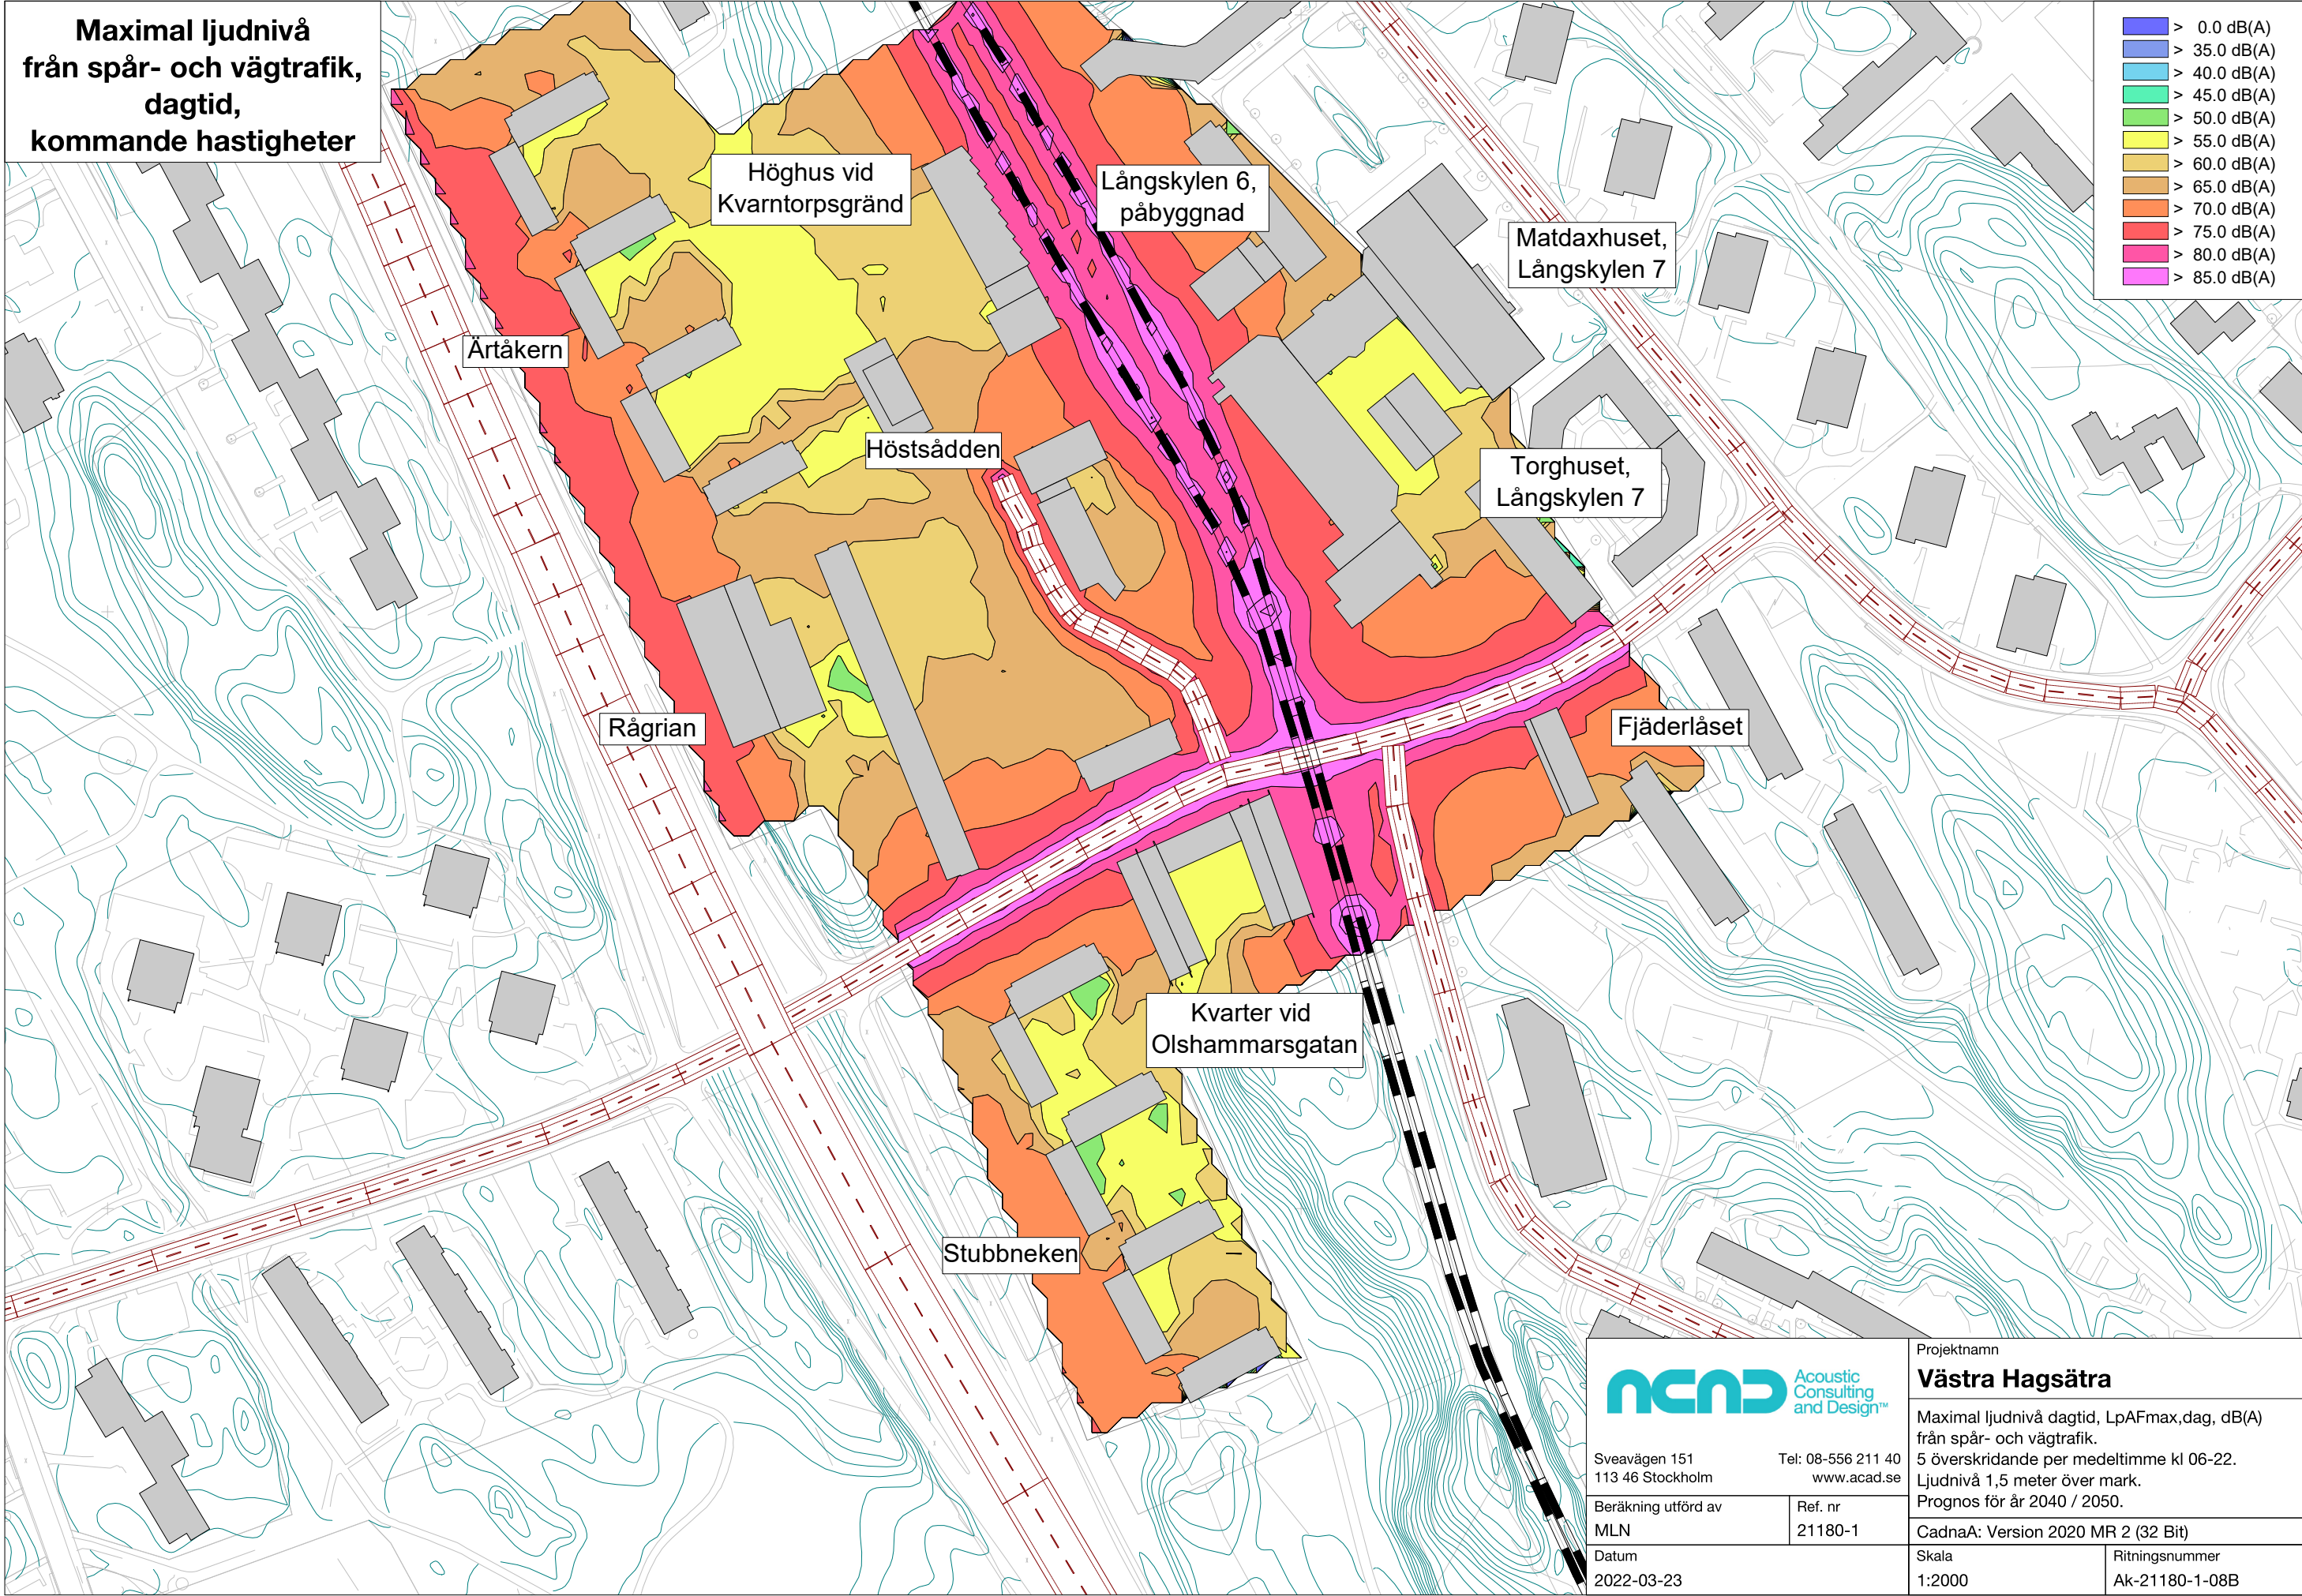 Maximal ljudnivå
från spår- och vägtrafik,
dagtid,
kommande hastigheter
> 0.0 dB(A)
> 35.0 dB(A)
> 40.0 dB(A)
> 45.0 dB(A)
> 50.0 dB(A)
> 55.0 dB(A)
> 60.0 dB(A)
> 65.0 dB(A)
> 70.0 dB(A)
> 75.0 dB(A)
> 80.0 dB(A)
> 85.0 dB(A)
Höghus vid
Kvarntorpsgränd
Långskylen 6,
påbyggnad
Matdaxhuset,
Långskylen 7
Ärtåkern
Höstsådden
Torghuset,
Långskylen 7
Rågrian
Fjäderlåset
Kvarter vid
Olshammarsgatan
Stubbneken
acad
Acoustic
Consulting
and Design™
Sveavägen 151
113 46 Stockholm
Tel: 08-556 211 40
www.acad.se
Beräkning utförd av
MLN
Ref. nr
21180-1
Datum
2022-03-23
Projektnamn
Västra Hagsätra
Maximal ljudnivå dagtid, LpAFmax,dag, dB(A)
från spår- och vägtrafik.
5 överskridande per medeltimme kl 06-22.
Ljudnivå 1,5 meter över mark.
Prognos för år 2040 / 2050.
CadnaA: Version 2020 MR 2 (32 Bit)
Skala
1:2000
Ritningsnummer
Ak-21180-1-08B